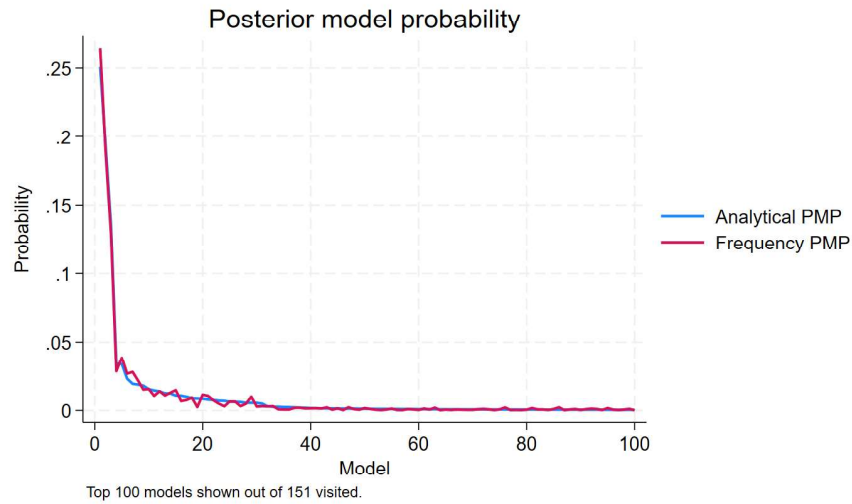 Posterior model probability
Probability
.25
.2
.15
.1
.05
0
0 20 40 60 80 100
Model
Analytical PMP
Frequency PMP
Top 100 models shown out of 151 visited.